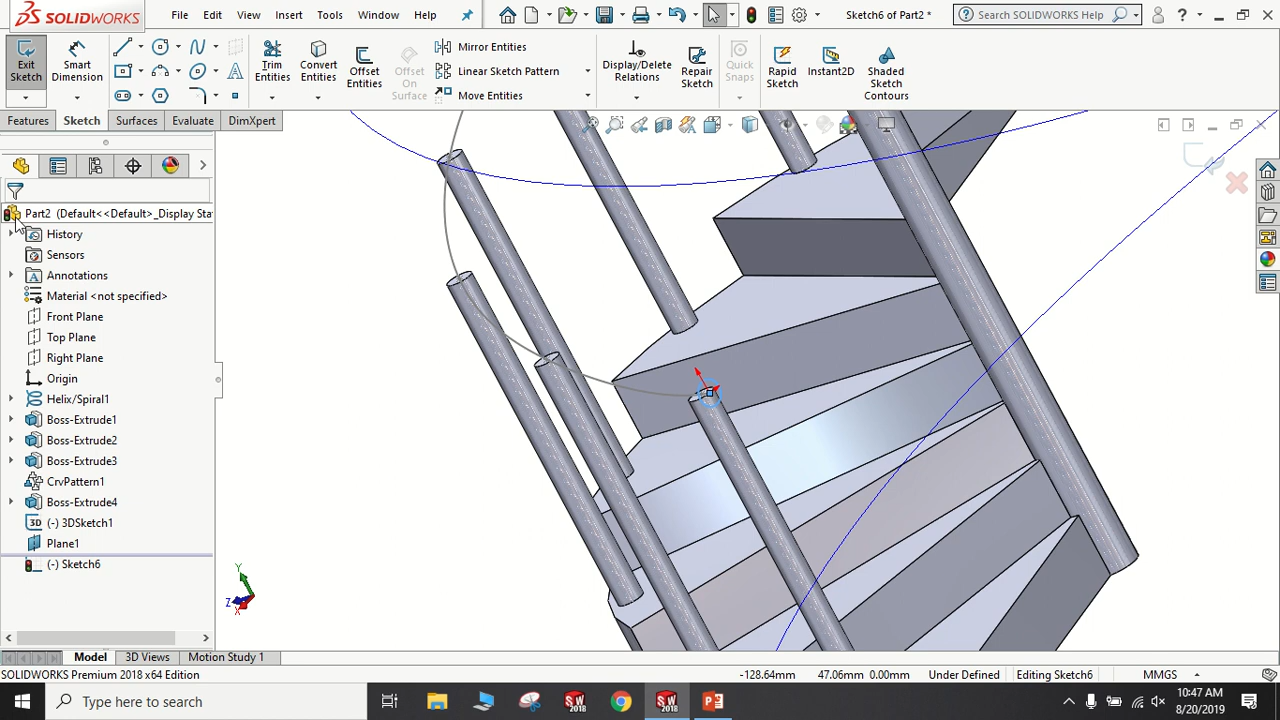 SOLIDWORKS
File Edit View Insert Tools Window Help
Sketch6 of Part2 *
Search SOLIDWORKS Help
Exit Sketch
Smart Dimension
Trim Entities
Convert Entities
Offset Entities
Offset On Surface
Mirror Entities
Linear Sketch Pattern
Move Entities
Display/Delete Relations
Repair Sketch
Quick Snaps
Rapid Sketch
Instant2D
Shaded Sketch Contours
Features Sketch Surfaces Evaluate DimXpert
Part2 (Default<<Default>_Display Sta
History
Sensors
Annotations
Material <not specified>
Front Plane
Top Plane
Right Plane
Origin
Helix/Spiral1
Boss-Extrude1
Boss-Extrude2
Boss-Extrude3
CrvPattern1
Boss-Extrude4
3D (-) 3DSketch1
Plane1
(-) Sketch6
Y
Z
X
Model 3D Views Motion Study 1
SOLIDWORKS Premium 2018 x64 Edition
-128.64mm 47.06mm 0.00mm Under Defined Editing Sketch6 MMGS
Type here to search
SW 2018
SW 2018
10:47 AM
8/20/2019